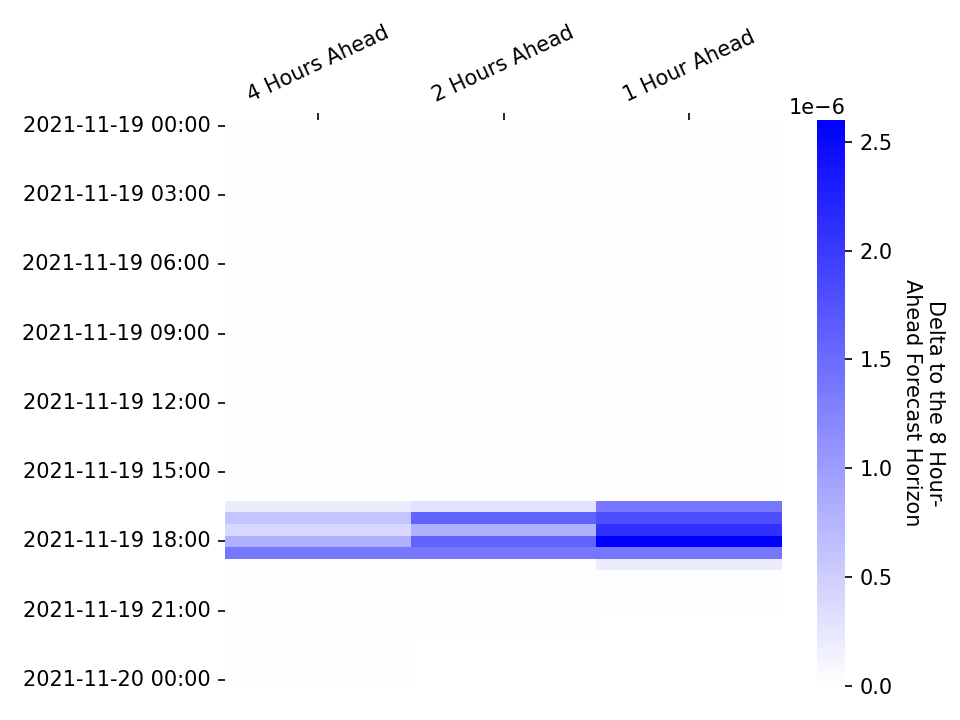 4 Hours Ahead
2 Hours Ahead
1 Hour Ahead
1e−6
2021-11-19 00:00
2021-11-19 03:00
2021-11-19 06:00
2021-11-19 09:00
2021-11-19 12:00
2021-11-19 15:00
2021-11-19 18:00
2021-11-19 21:00
2021-11-20 00:00
2.5
2.0
1.5
1.0
0.5
0.0
Delta to the 8 Hour-
Ahead Forecast Horizon